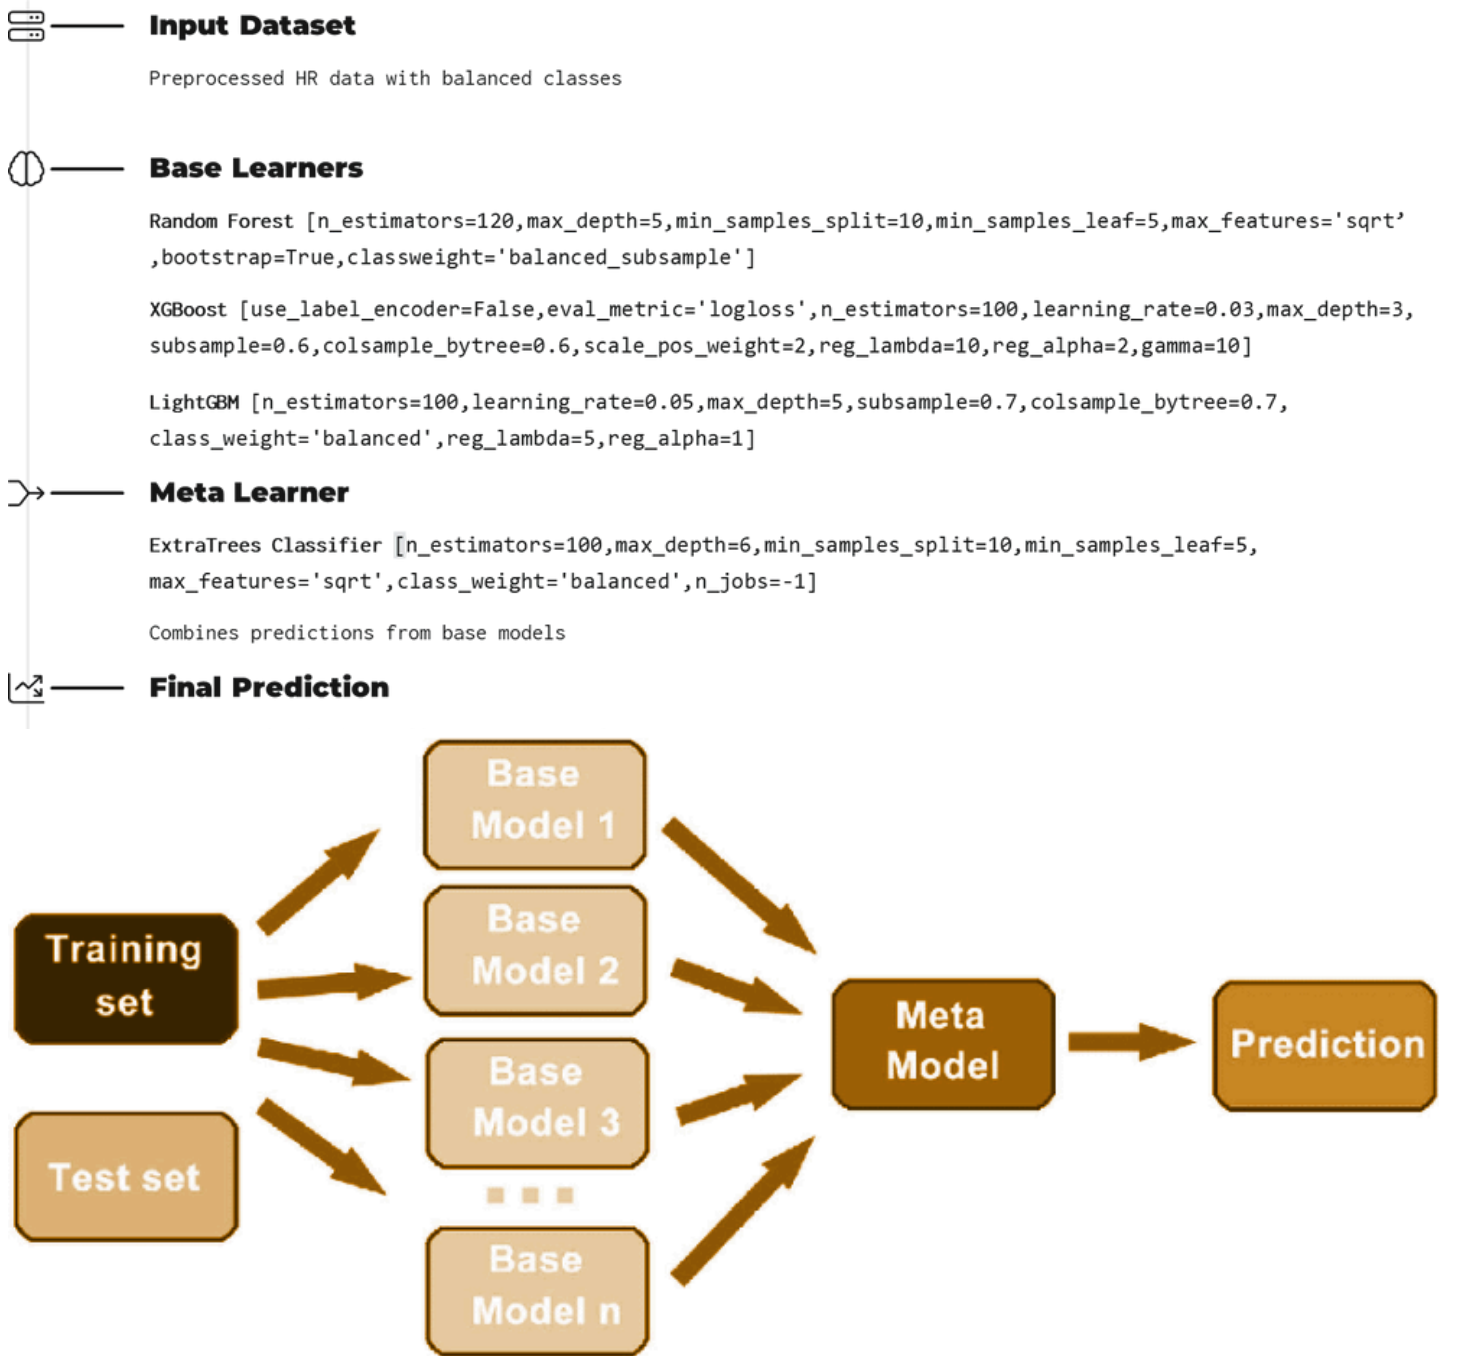 Input Dataset
Preprocessed HR data with balanced classes
Base Learners
Random Forest [n_estimators=120,max_depth=5,min_samples_split=10,min_samples_leaf=5,max_features='sqrt’
,bootstrap=True,classweight='balanced_subsample']
XGBoost [use_label_encoder=False,eval_metric='logloss',n_estimators=100,learning_rate=0.03,max_depth=3,
subsample=0.6,colsample_bytree=0.6,scale_pos_weight=2,reg_lambda=10,reg_alpha=2,gamma=10]
LightGBM [n_estimators=100,learning_rate=0.05,max_depth=5,subsample=0.7,colsample_bytree=0.7,
class_weight='balanced',reg_lambda=5,reg_alpha=1]
Meta Learner
ExtraTrees Classifier [n_estimators=100,max_depth=6,min_samples_split=10,min_samples_leaf=5,
max_features='sqrt',class_weight='balanced',n_jobs=-1]
Combines predictions from base models
Final Prediction
Training
set
Test set
Base
Model 1
Base
Model 2
Base
Model 3
Base
Model n
Meta
Model
Prediction